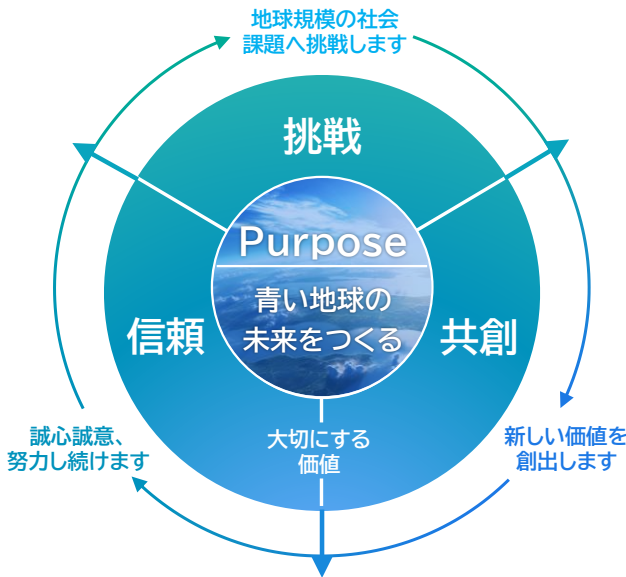 地球規模の社会
課題へ挑戦します
挑戦
Purpose
青い地球の
未来をつくる
信頼
共創
大切にする
価値
誠心誠意、
努力し続けます
新しい価値を
創出します